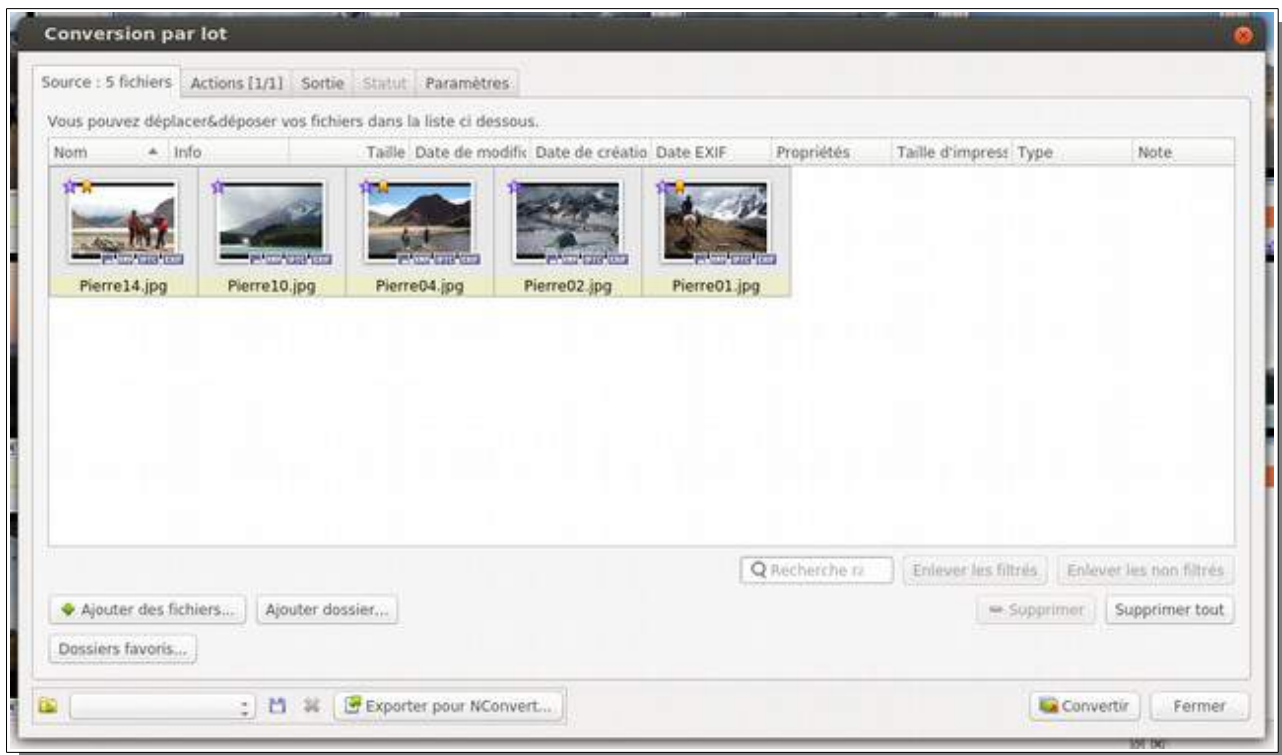 Conversion par lot
Source : 5 fichiers Actions [1/1] Sortie Statut Paramètres
Vous pouvez déplacer&déposer vos fichiers dans la liste ci dessous.
Nom Info Taille Date de modific Date de créatio Date EXIF Propriétés Taille d'impress Type Note
Pierre14.jpg Pierre10.jpg Pierre04.jpg Pierre02.jpg Pierre01.jpg
Recherche ra Enlever les filtrés Enlever les non filtrés
Ajouter des fichiers... Ajouter dossier... Supprimer Supprimer tout
Dossiers favoris...
Exporter pour NConvert... Convertir Fermer